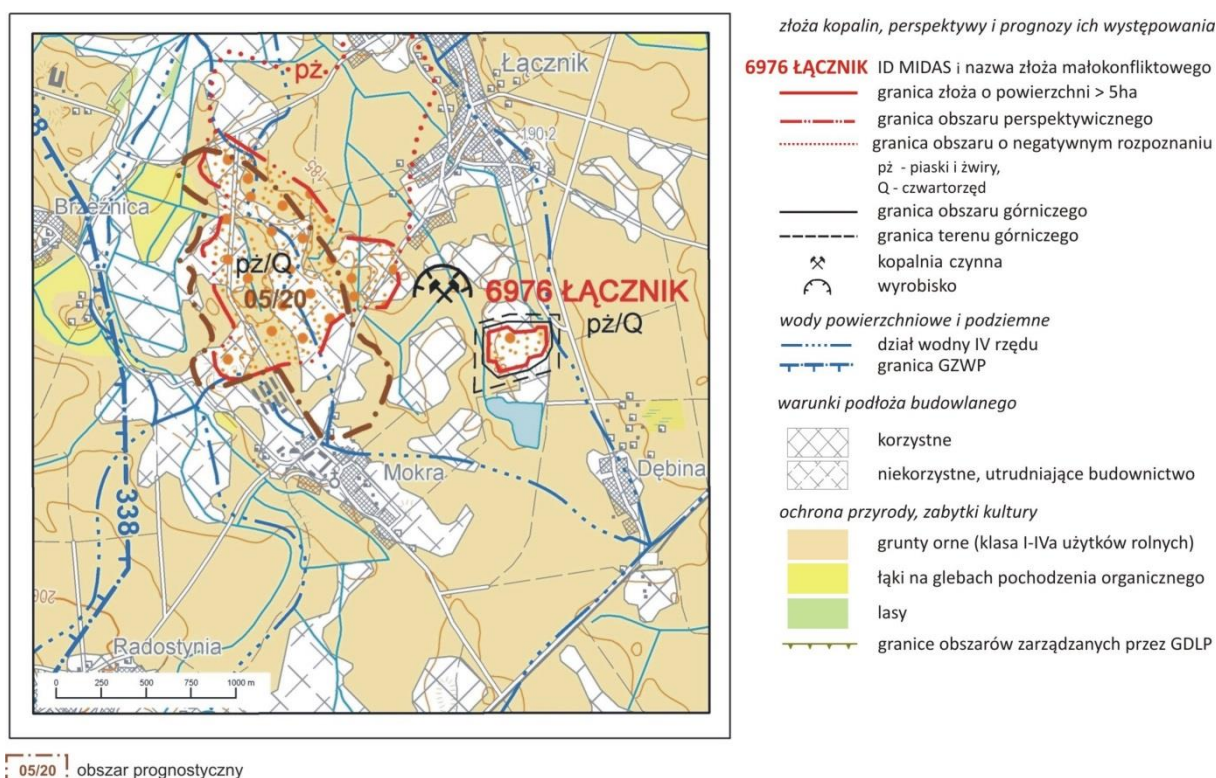 Łącznik
pż
190.2
185
38
Brzeźnica
pż/Q
05/20
6976 ŁĄCZNIK
pż/Q
Mokra
Dębina
338
206
Radostynia
0 250 500 750 1000 m
złoża kopalin, perspektywy i prognozy ich występowania
6976 ŁĄCZNIK ID MIDAS i nazwa złoża małokonfliktowego
granica złoża o powierzchni > 5ha
granica obszaru perspektywicznego
granica obszaru o negatywnym rozpoznaniu
pż - piaski i żwiry,
Q - czwartorzęd
granica obszaru górniczego
granica terenu górniczego
kopalnia czynna
wyrobisko
wody powierzchniowe i podziemne
dział wodny IV rzędu
granica GZWP
warunki podłoża budowlanego
korzystne
niekorzystne, utrudniające budownictwo
ochrona przyrody, zabytki kultury
grunty orne (klasa I-IVa użytków rolnych)
łąki na glebach pochodzenia organicznego
lasy
granice obszarów zarządzanych przez GDLP
05/20 obszar prognostyczny